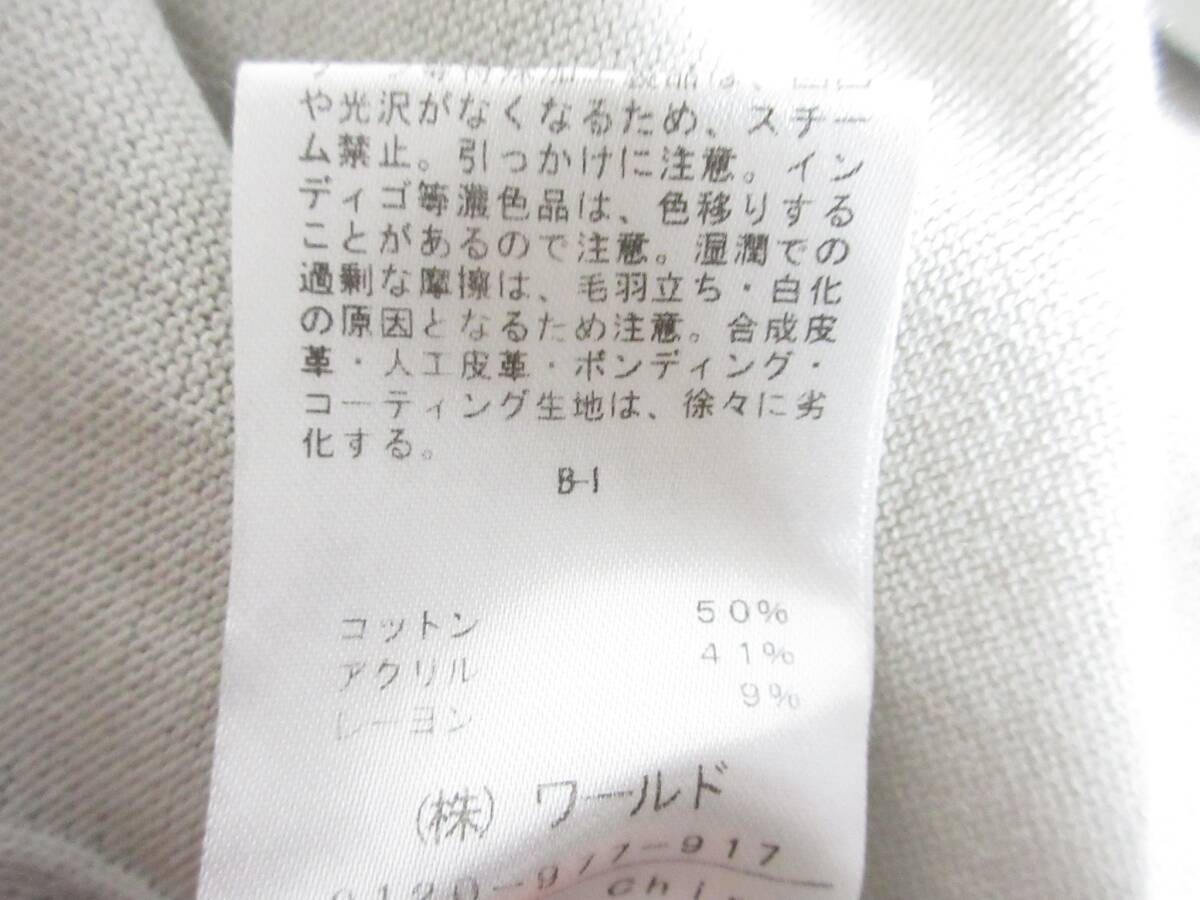 や光沢がなくなるため、スチー
ム禁止。引っかけに注意。イン
ディゴ等濃色品は、色移りする
ことがあるので注意。湿潤での
過剰な摩擦は、毛羽立ち・白化
の原因となるため注意。合成皮
革・人工皮革・ボンディング・
コーティング生地は、徐々に劣
化する。
B-1
コットン 50%
アクリル 41%
レーヨン 9%
(株) ワールド
0120-977-917